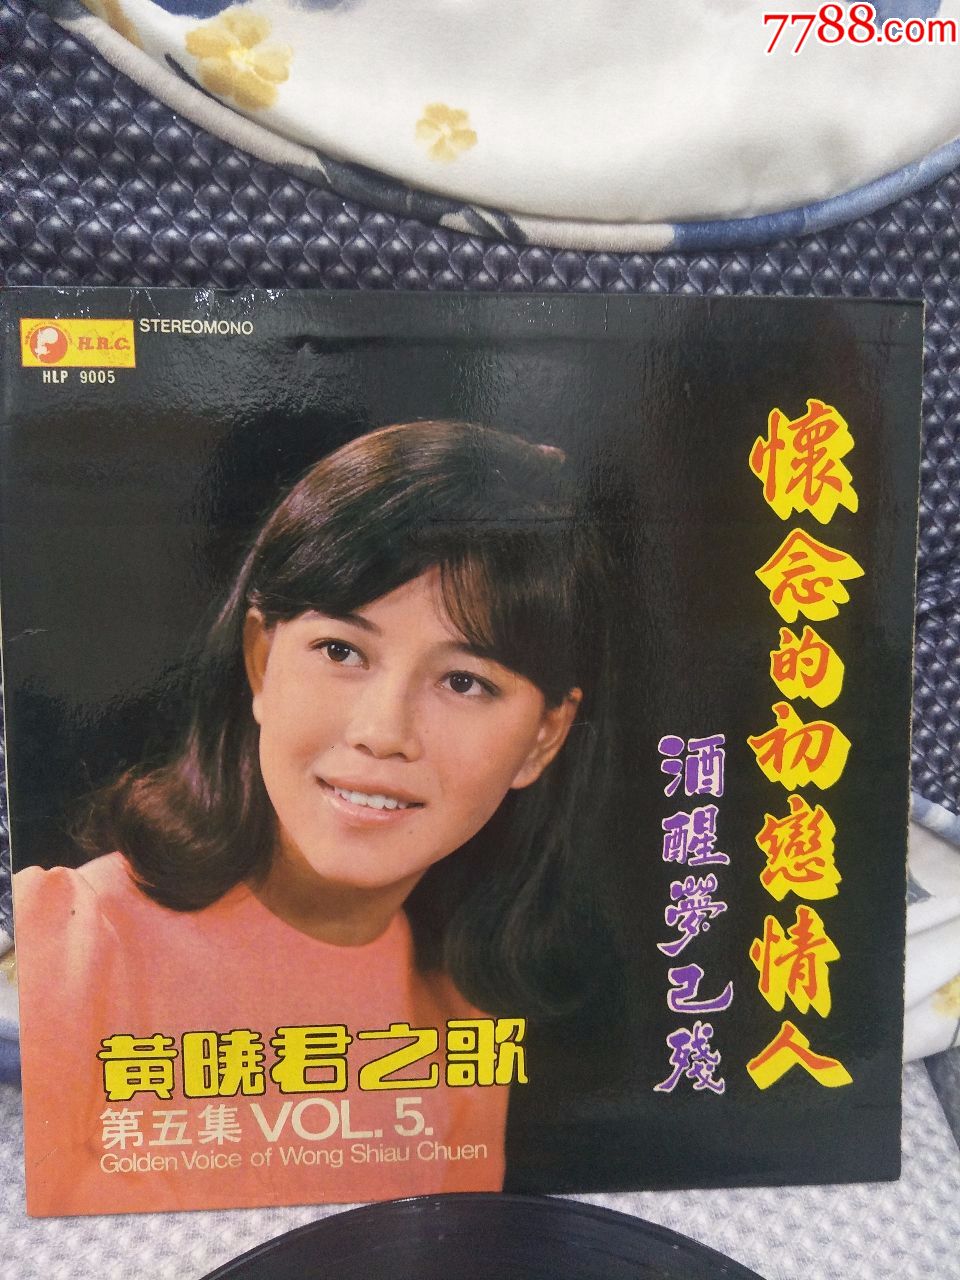 7788.com
H.R.C.
STEREOMONO
HLP 9005
懷念的初戀情人
酒醒夢已殘
黃曉君之歌
第五集 VOL. 5.
Golden Voice of Wong Shiau Chuen